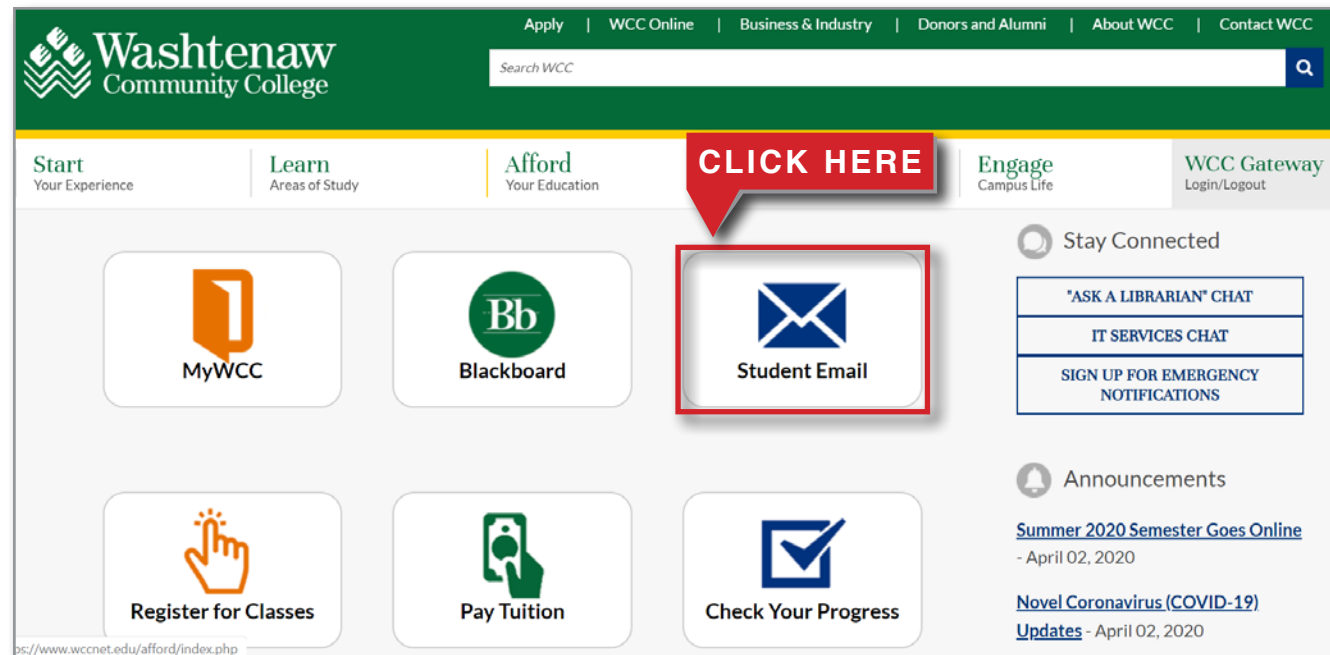 Apply | WCC Online | Business & Industry | Donors and Alumni | About WCC | Contact WCC
Washtenaw
Community College
Search WCC
Start
Your Experience
Learn
Areas of Study
Afford
Your Education
CLICK HERE
Engage
Campus Life
WCC Gateway
Login/Logout
MyWCC
Bb
Blackboard
Student Email
Register for Classes
Pay Tuition
Check Your Progress
Stay Connected
"ASK A LIBRARIAN" CHAT
IT SERVICES CHAT
SIGN UP FOR EMERGENCY
NOTIFICATIONS
Announcements
Summer 2020 Semester Goes Online
- April 02, 2020
Novel Coronavirus (COVID-19)
Updates - April 02, 2020
ps://www.wccnet.edu/afford/index.php